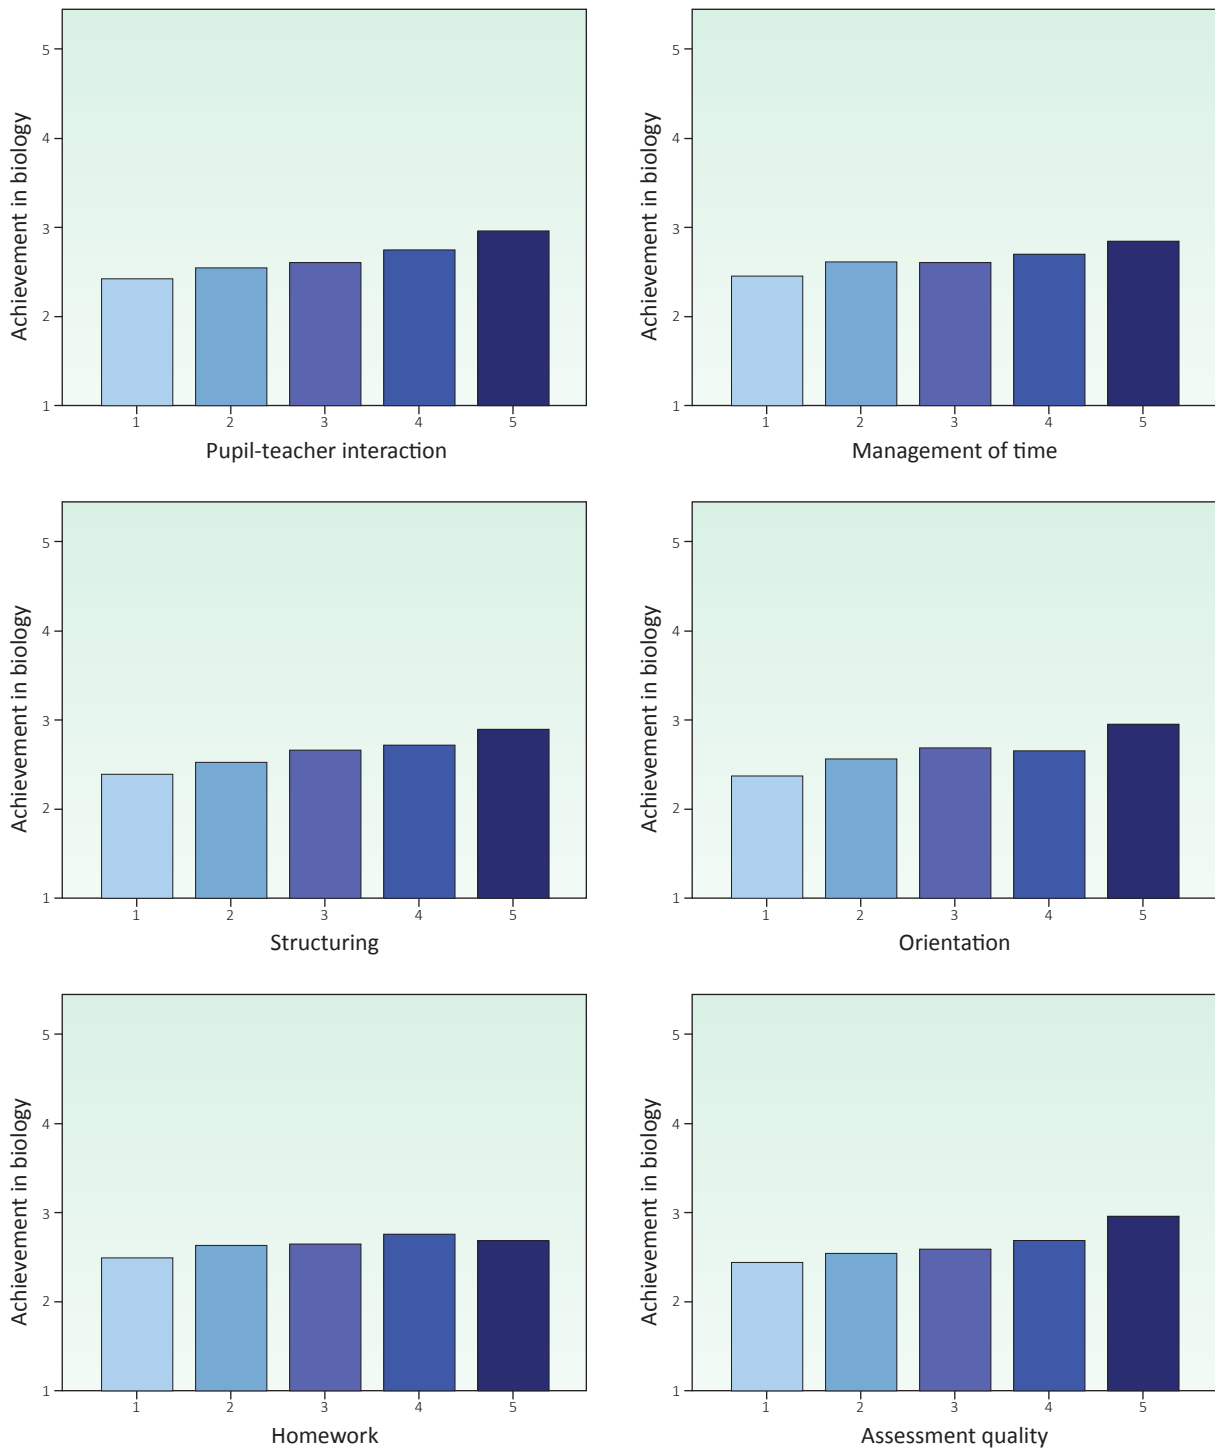 Achievement in biology
5
4
3
2
1
1 2 3 4 5
Pupil-teacher interaction
Achievement in biology
5
4
3
2
1
1 2 3 4 5
Management of time
Achievement in biology
5
4
3
2
1
1 2 3 4 5
Structuring
Achievement in biology
5
4
3
2
1
1 2 3 4 5
Orientation
Achievement in biology
5
4
3
2
1
1 2 3 4 5
Homework
Achievement in biology
5
4
3
2
1
1 2 3 4 5
Assessment quality